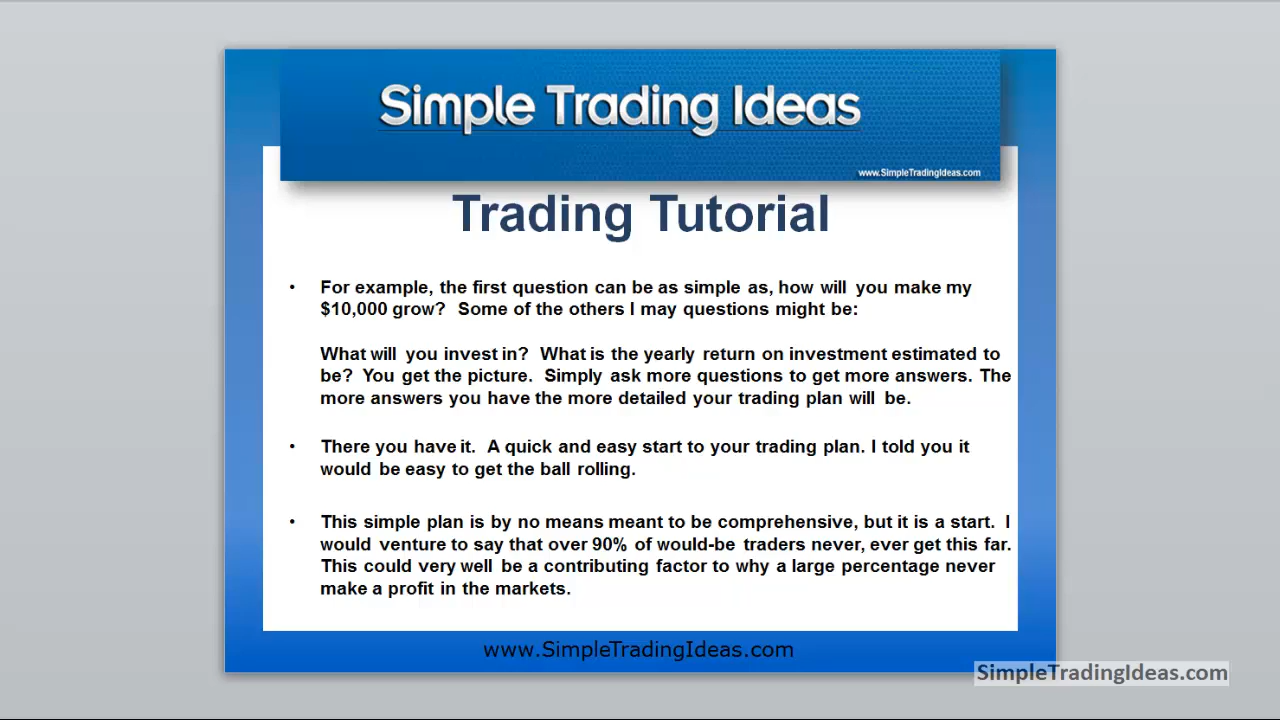 Simple Trading Ideas
www.SimpleTradingIdeas.com
Trading Tutorial
• For example, the first question can be as simple as, how will you make my
$10,000 grow? Some of the others I may questions might be:
What will you invest in? What is the yearly return on investment estimated to
be? You get the picture. Simply ask more questions to get more answers. The
more answers you have the more detailed your trading plan will be.
• There you have it. A quick and easy start to your trading plan. I told you it
would be easy to get the ball rolling.
• This simple plan is by no means meant to be comprehensive, but it is a start. I
would venture to say that over 90% of would-be traders never, ever get this far.
This could very well be a contributing factor to why a large percentage never
make a profit in the markets.
www.SimpleTradingIdeas.com
SimpleTradingIdeas.com